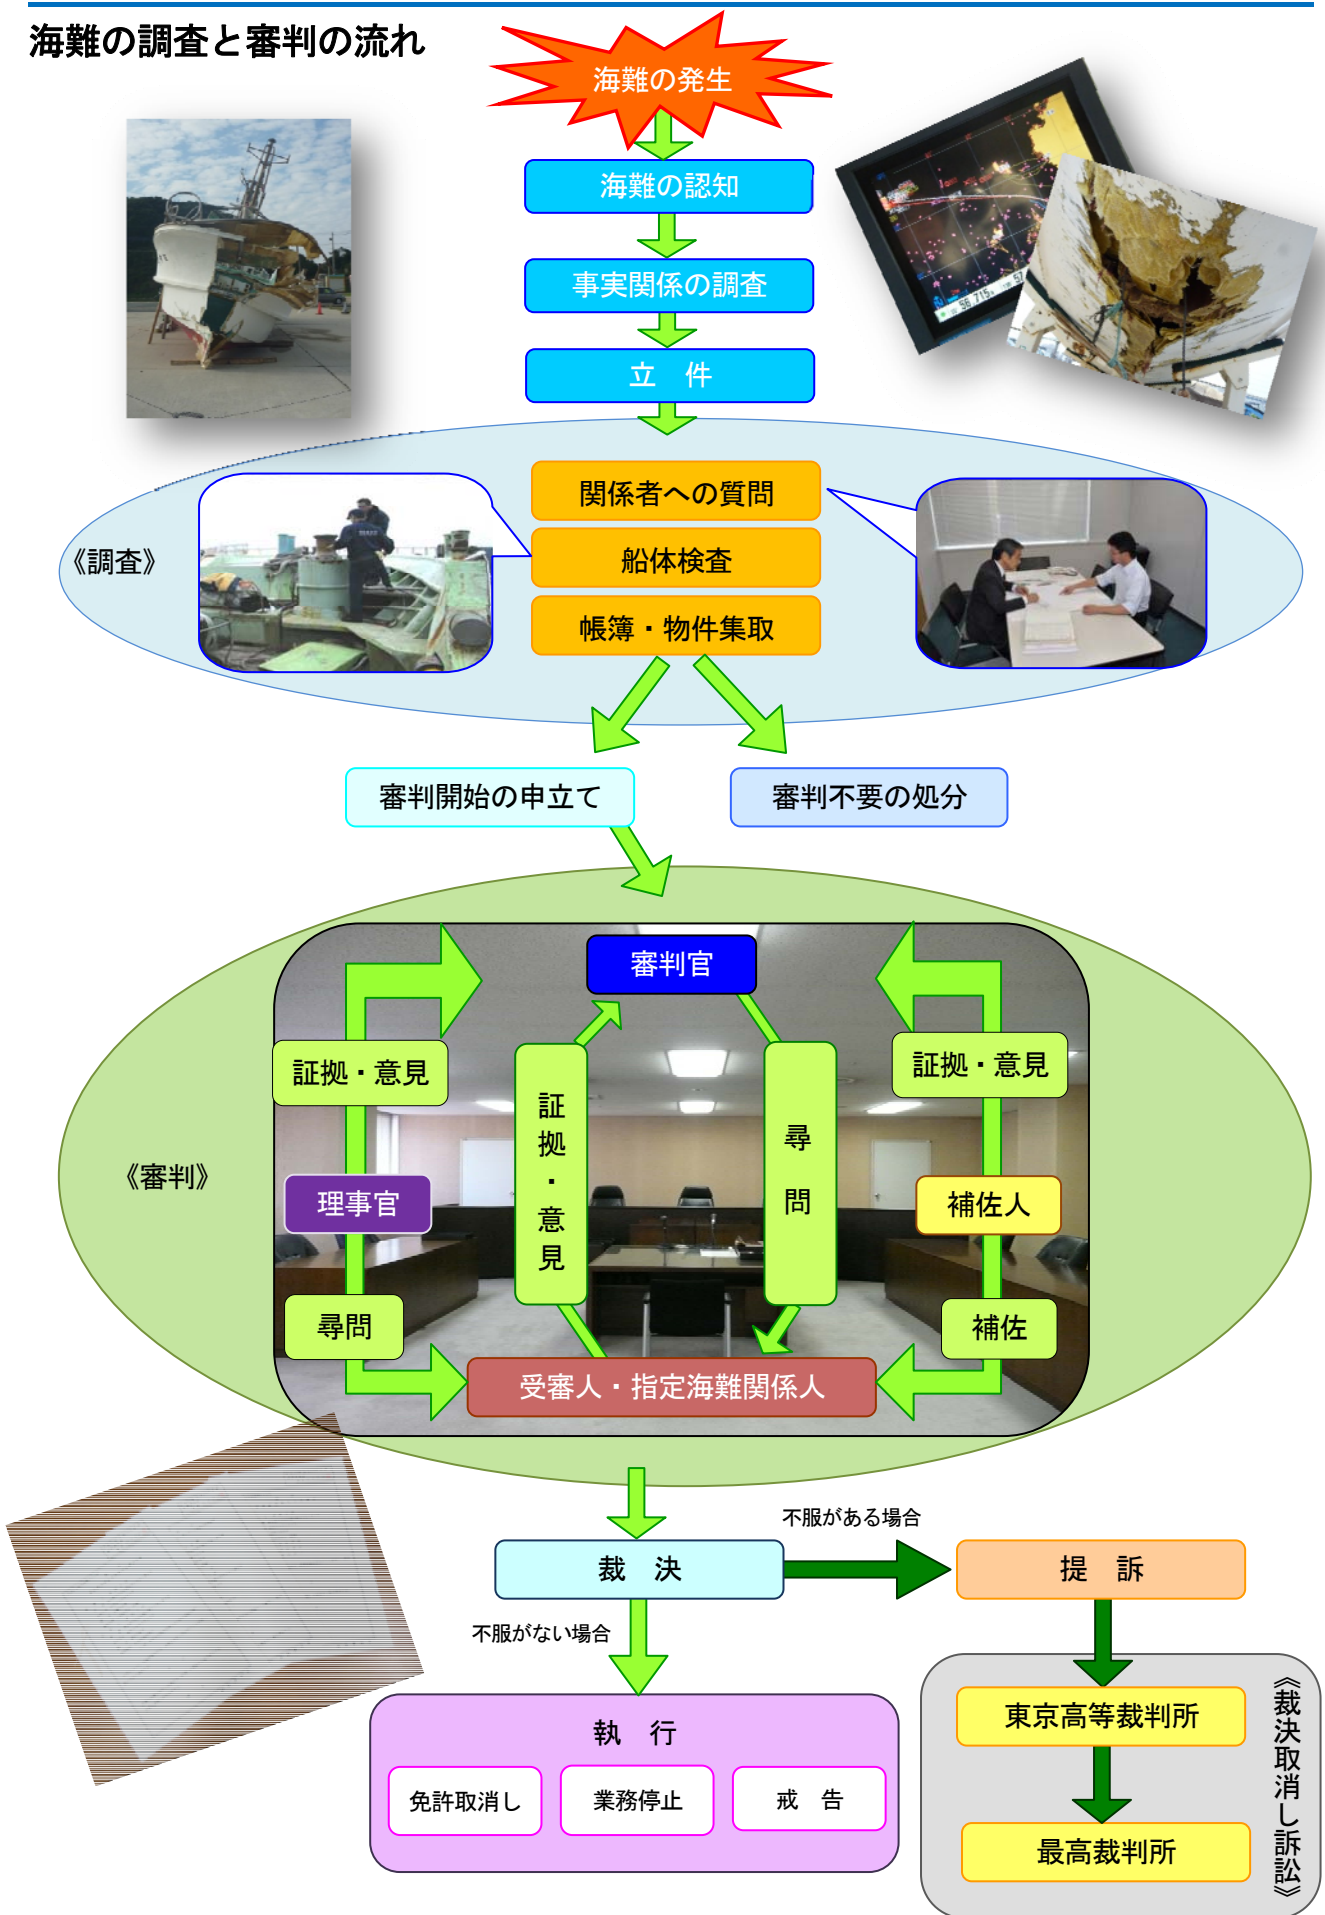 海難の調査と審判の流れ
海難の発生
海難の認知
事実関係の調査
立　件
《調査》
関係者への質問
船体検査
帳簿・物件集取
審判開始の申立て
審判不要の処分
《審判》
審判官
証拠・意見
証拠・意見
証拠・意見
尋問
理事官
補佐人
尋問
補佐
受審人・指定海難関係人
不服がある場合
裁　決
提　訴
不服がない場合
執　行
免許取消し
業務停止
戒　告
《裁決取消し訴訟》
東京高等裁判所
最高裁判所